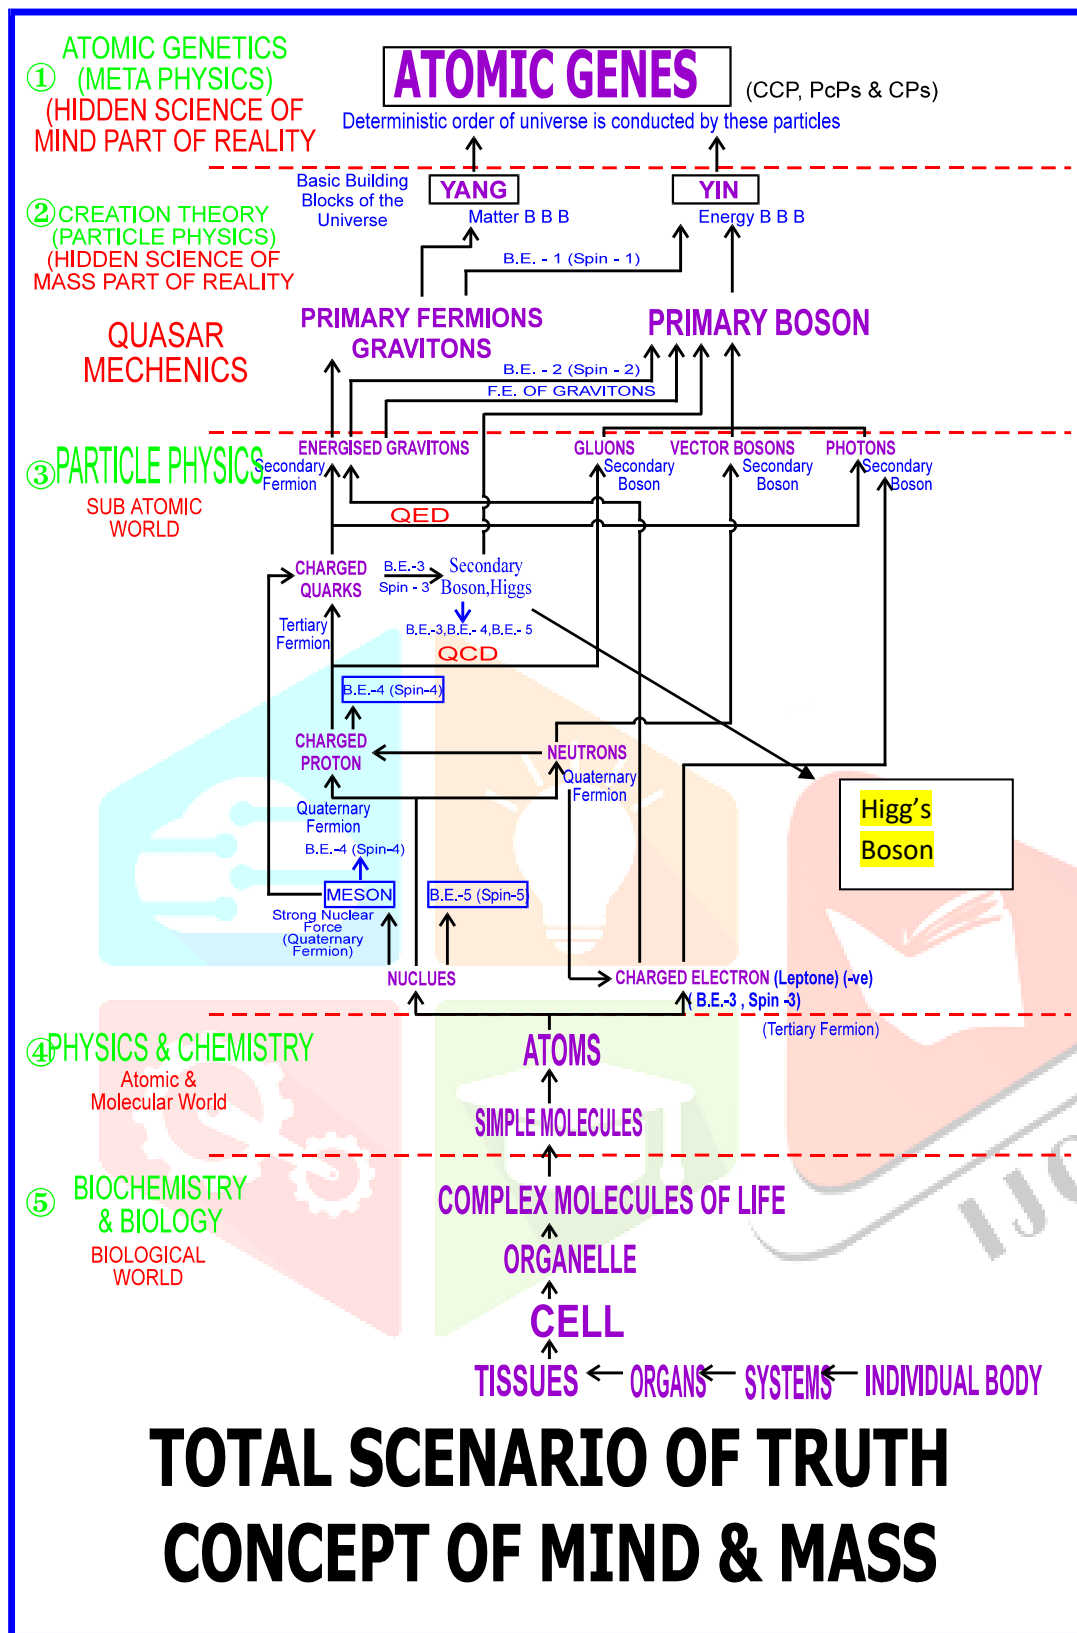 ATOMIC GENETICS
① (META PHYSICS)
(HIDDEN SCIENCE OF
MIND PART OF REALITY
ATOMIC GENES
(CCP, PcPs & CPs)
Deterministic order of universe is conducted by these particles
Basic Building
Blocks of the
Universe
YANG
YIN
Matter B B B
Energy B B B
② CREATION THEORY
(PARTICLE PHYSICS)
(HIDDEN SCIENCE OF
MASS PART OF REALITY
B.E. - 1 (Spin - 1)
QUASAR
MECHENICS
PRIMARY FERMIONS
GRAVITONS
PRIMARY BOSON
B.E. - 2 (Spin - 2)
F.E. OF GRAVITONS
③ PARTICLE PHYSICS
SUB ATOMIC
WORLD
ENERGISED GRAVITONS
Secondary
Fermion
GLUONS
Secondary
Boson
VECTOR BOSONS
Secondary
Boson
PHOTONS
Secondary
Boson
QED
CHARGED
QUARKS
B.E.-3
Spin - 3
Secondary
Boson,Higgs
Tertiary
Fermion
B.E.-3,B.E.- 4,B.E.- 5
QCD
B.E.-4 (Spin-4)
CHARGED
PROTON
NEUTRONS
Quaternary
Fermion
Quaternary
Fermion
Higg’s
Boson
B.E.-4 (Spin-4)
MESON
B.E.-5 (Spin-5)
Strong Nuclear
Force
(Quaternary
Fermion)
NUCLUES
CHARGED ELECTRON (Leptone) (-ve)
( B.E.-3 , Spin -3)
(Tertiary Fermion)
④ PHYSICS & CHEMISTRY
Atomic &
Molecular World
ATOMS
SIMPLE MOLECULES
⑤ BIOCHEMISTRY
& BIOLOGY
BIOLOGICAL
WORLD
COMPLEX MOLECULES OF LIFE
ORGANELLE
CELL
TISSUES
ORGANS
SYSTEMS
INDIVIDUAL BODY
IJC
TOTAL SCENARIO OF TRUTH
CONCEPT OF MIND & MASS